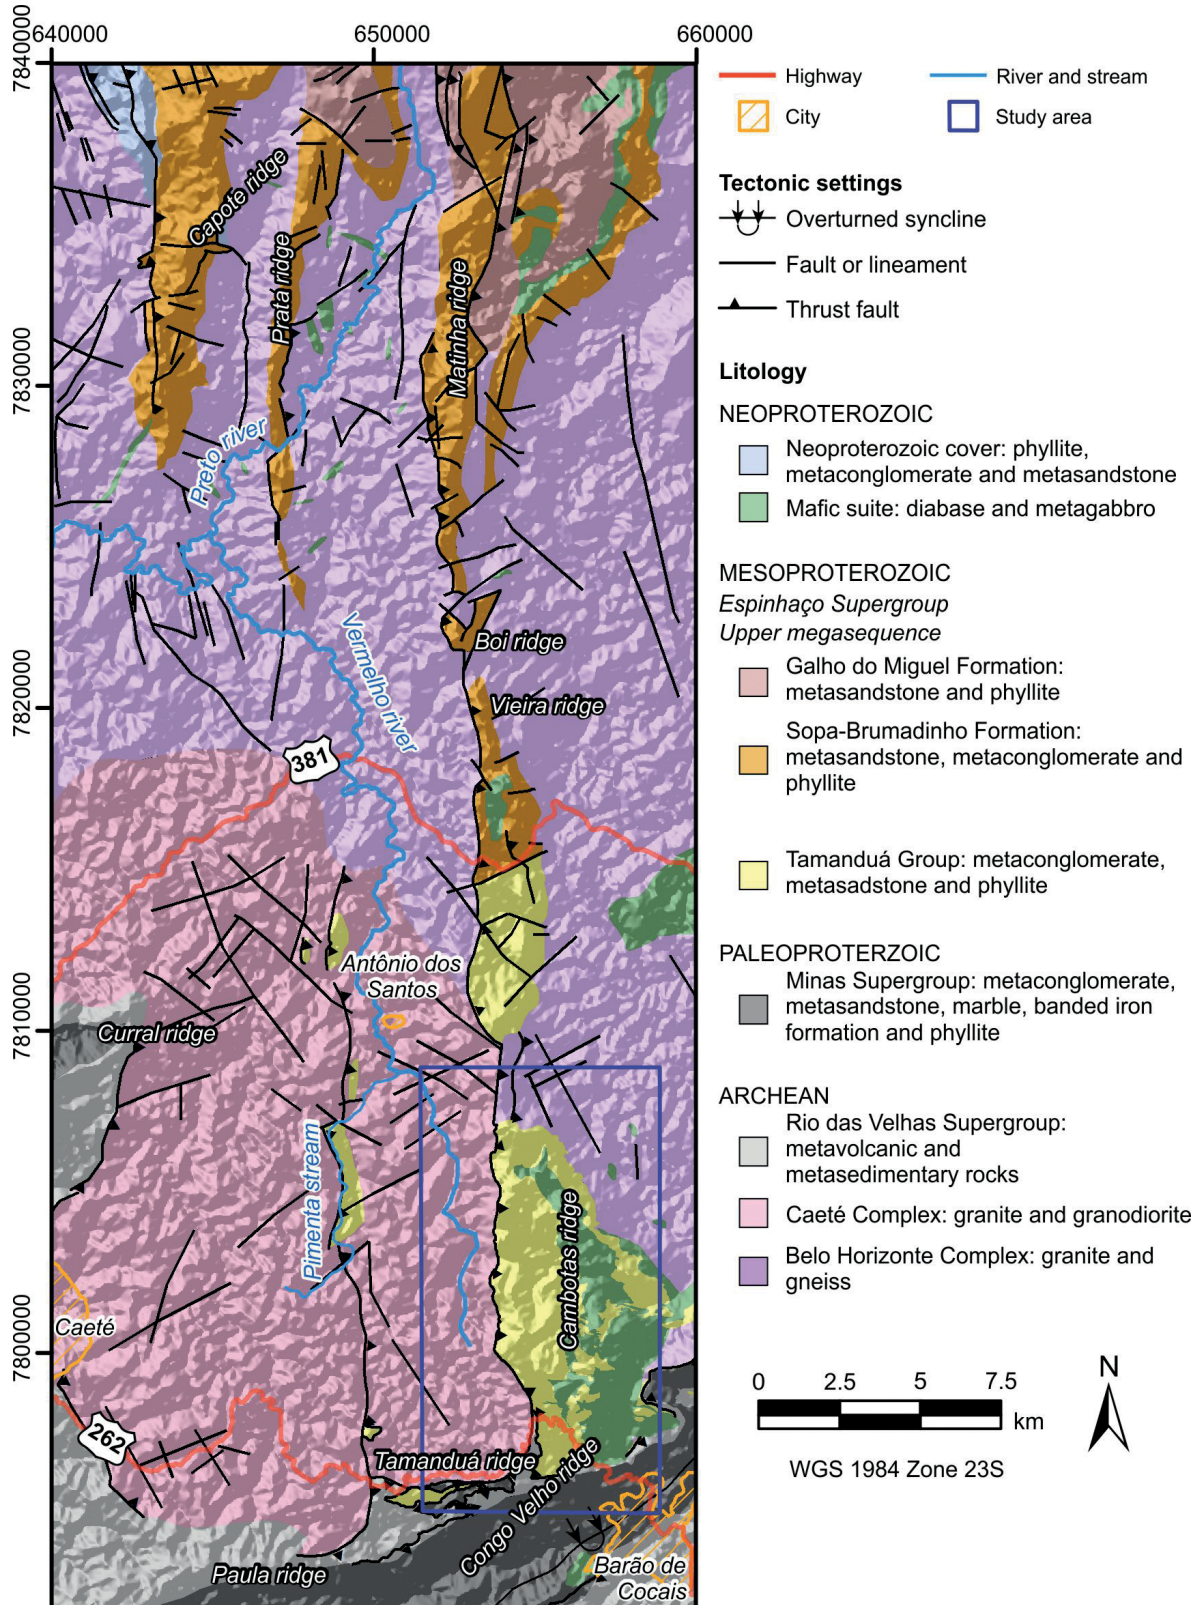 640000
650000
660000
7840000
7830000
7820000
7810000
7800000
Capote ridge
Prata ridge
Matinha ridge
Preto river
Boi ridge
Vermelho river
Vieira ridge
381
Antônio dos
Santos
Curral ridge
Pimenta stream
Cambotas ridge
Caeté
262
Tamanduá ridge
Congo Velho ridge
Paula ridge
Barão de
Cocais
Highway
River and stream
City
Study area
Tectonic settings
Overturned syncline
Fault or lineament
Thrust fault
Litology
NEOPROTEROZOIC
Neoproterozoic cover: phyllite,
metaconglomerate and metasandstone
Mafic suite: diabase and metagabbro
MESOPROTEROZOIC
Espinhaço Supergroup
Upper megasequence
Galho do Miguel Formation:
metasandstone and phyllite
Sopa-Brumadinho Formation:
metasandstone, metaconglomerate and
phyllite
Tamanduá Group: metaconglomerate,
metasadstone and phyllite
PALEOPROTERZOIC
Minas Supergroup: metaconglomerate,
metasandstone, marble, banded iron
formation and phyllite
ARCHEAN
Rio das Velhas Supergroup:
metavolcanic and
metasedimentary rocks
Caeté Complex: granite and granodiorite
Belo Horizonte Complex: granite and
gneiss
0 2.5 5 7.5
km
N
WGS 1984 Zone 23S